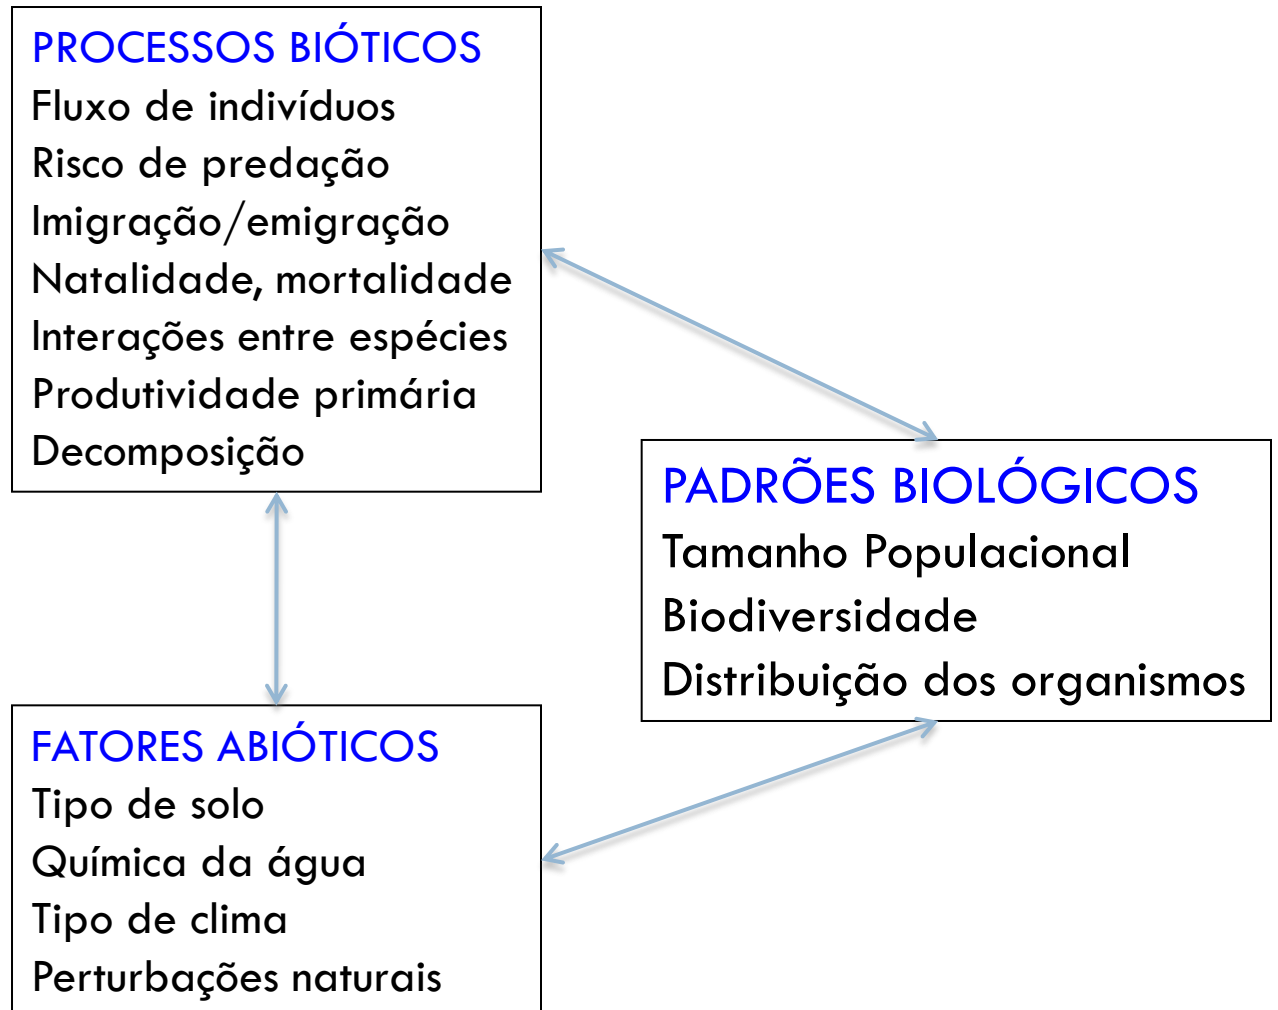 PROCESSOS BIÓTICOS
Fluxo de indivíduos
Risco de predação
Imigração/emigração
Natalidade, mortalidade
Interações entre espécies
Produtividade primária
Decomposição
PADRÕES BIOLÓGICOS
Tamanho Populacional
Biodiversidade
Distribuição dos organismos
FATORES ABIÓTICOS
Tipo de solo
Química da água
Tipo de clima
Perturbações naturais